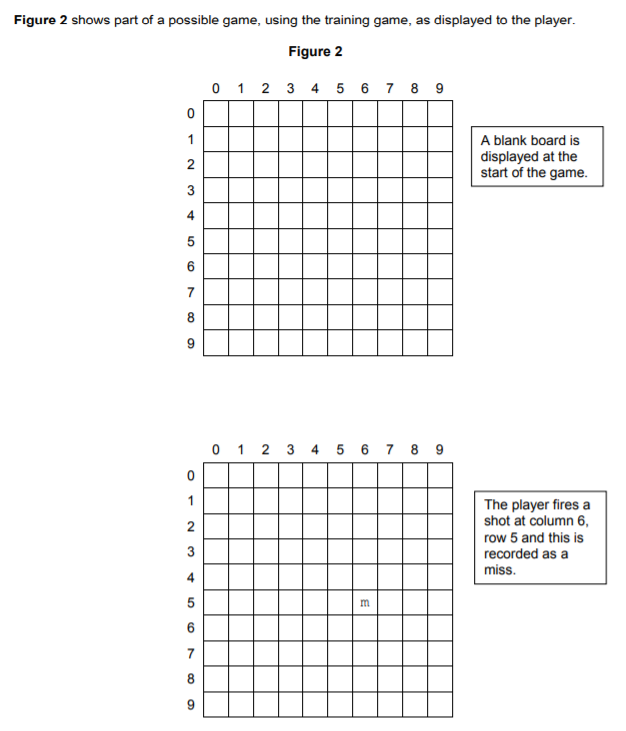 Figure 2 shows part of a possible game, using the training game, as displayed to the player.
Figure 2
0 1 2 3 4 5 6 7 8 9
0
1
A blank board is
displayed at the
start of the game.
2
3
4
5
6
7
8
9
0 1 2 3 4 5 6 7 8 9
0
1
The player fires a
shot at column 6,
row 5 and this is
recorded as a
miss.
2
3
4
5 m
6
7
8
9